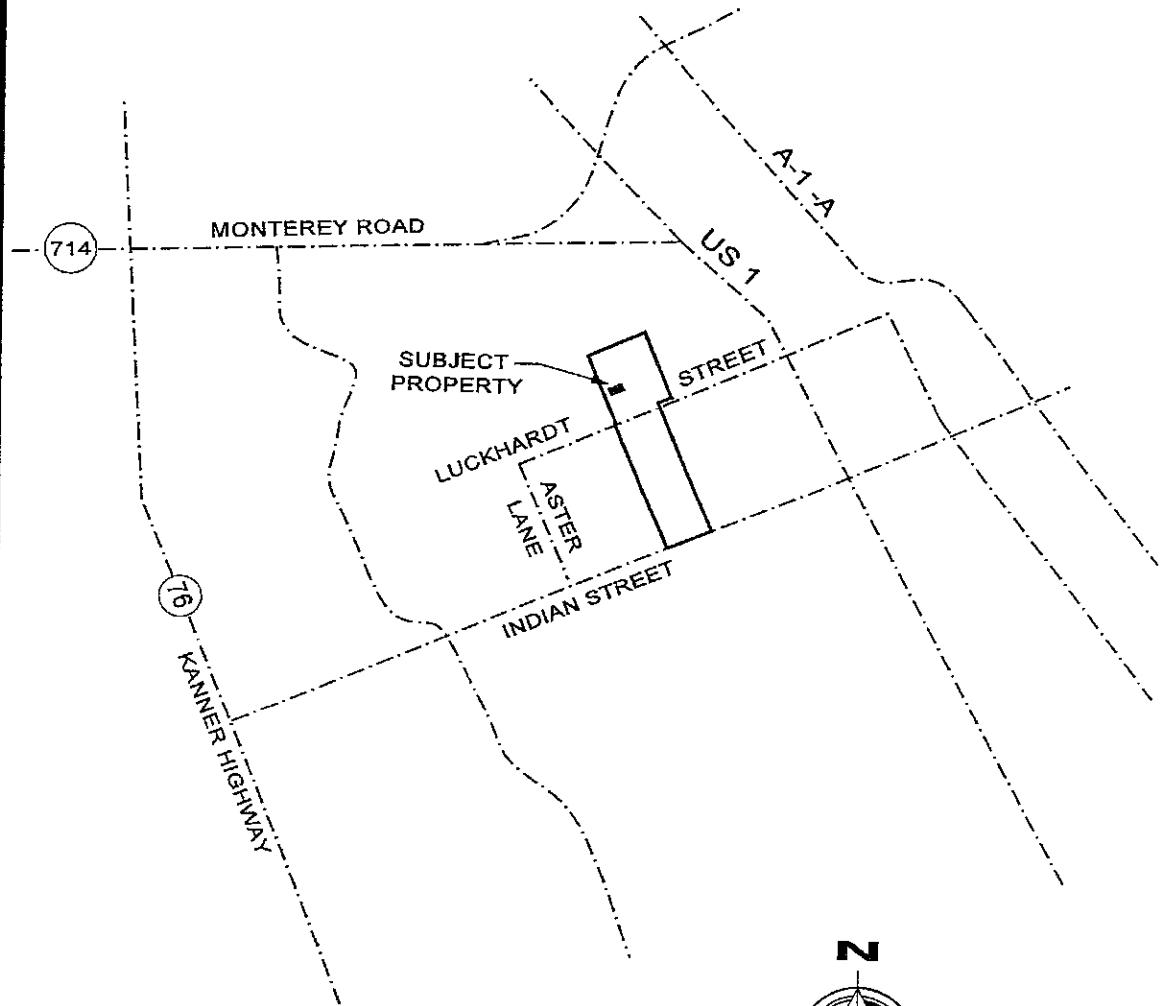 A-1-A
MONTEREY ROAD
714
US 1
SUBJECT
PROPERTY
STREET
LUCKHARDT
ASTER
LANE
INDIAN STREET
76
KANNER HIGHWAY
N